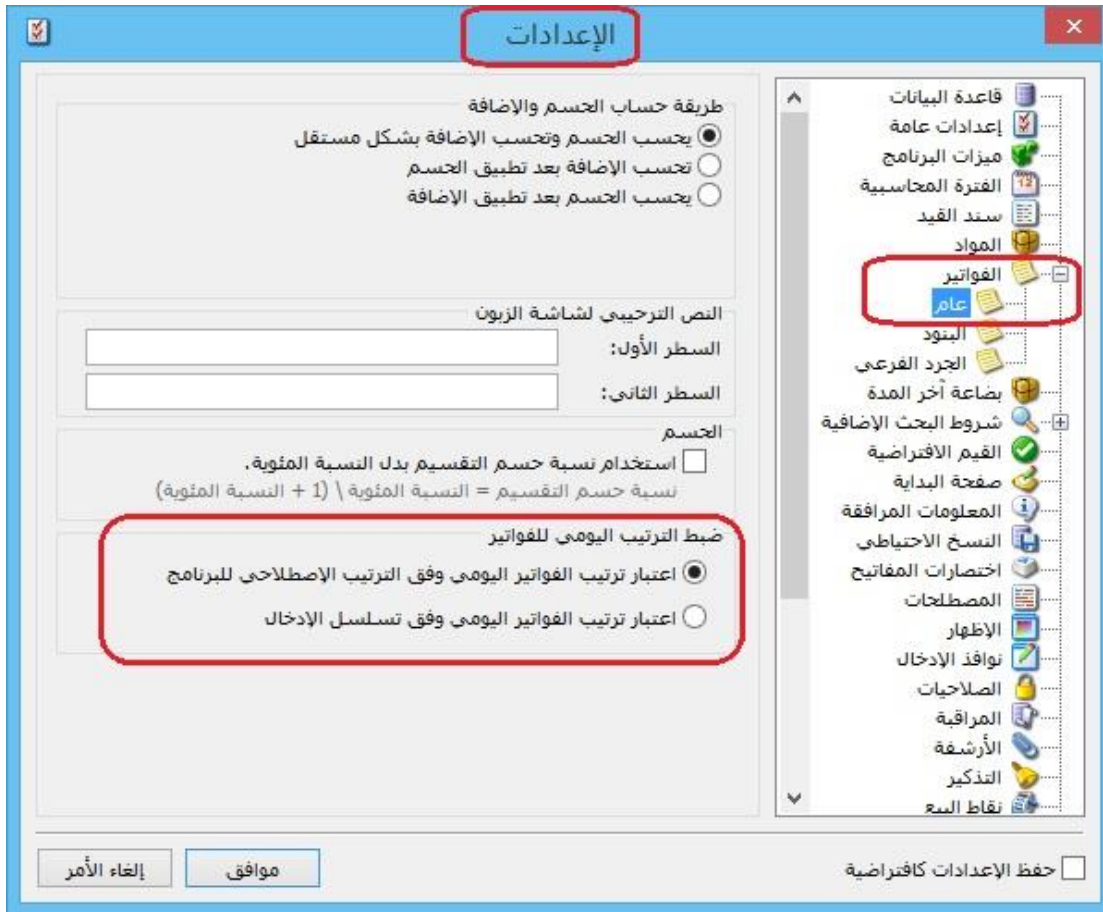 الإعدادات
قاعدة البيانات
إعدادات عامة
ميزات البرنامج
الفترة المحاسبية
سند القيد
المواد
الفواتير
عام
البنود
الجرد الفرعي
بضاعة آخر المدة
شروط البحث الإضافية
القيم الافتراضية
صفحة البداية
المعلومات المرافقة
النسخ الاحتياطي
اختصارات المفاتيح
المصطلحات
الإظهار
نوافذ الإدخال
الصلاحيات
المراقبة
الأرشفة
التذكير
نقاط البيع
طريقة حساب الحسم والإضافة
يحسب الحسم وتحسب الإضافة بشكل مستقل
تحسب الإضافة بعد تطبيق الحسم
يحسب الحسم بعد تطبيق الإضافة
النص الترحيبي لشاشة الزبون
السطر الأول:
السطر الثاني:
الحسم
استخدام نسبة حسم التقسيم بدل النسبة المئوية.
نسبة حسم التقسيم = النسبة المئوية \ (1 + النسبة المئوية)
ضبط الترتيب اليومي للفواتير
اعتبار ترتيب الفواتير اليومي وفق الترتيب الإصطلاحي للبرنامج
اعتبار ترتيب الفواتير اليومي وفق تسلسل الإدخال
حفظ الإعدادات كافتراضية
موافق
إلغاء الأمر